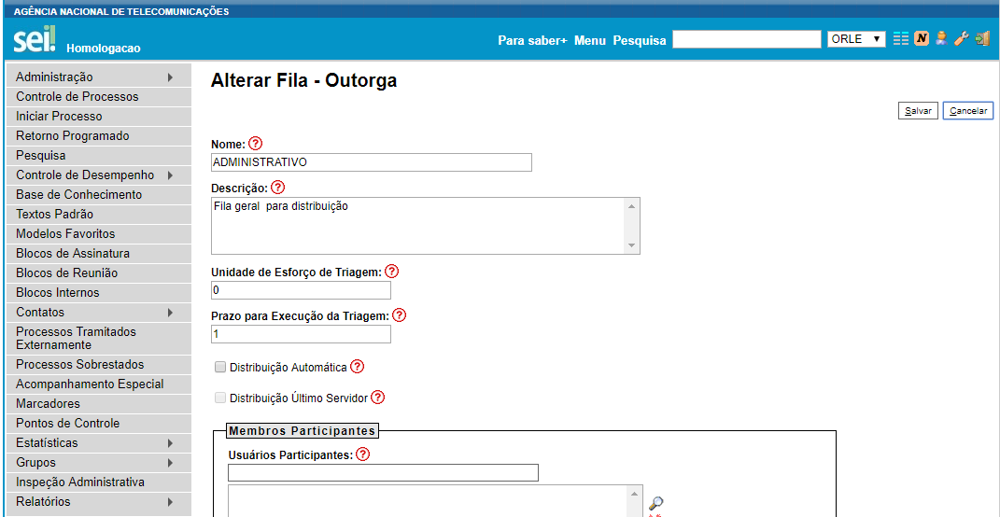 AGÊNCIA NACIONAL DE TELECOMUNICAÇÕES
sei! Homologacao
Para saber+ Menu Pesquisa ORLE
Administração
Controle de Processos
Iniciar Processo
Retorno Programado
Pesquisa
Controle de Desempenho
Base de Conhecimento
Textos Padrão
Modelos Favoritos
Blocos de Assinatura
Blocos de Reunião
Blocos Internos
Contatos
Processos Tramitados
Externamente
Processos Sobrestados
Acompanhamento Especial
Marcadores
Pontos de Controle
Estatísticas
Grupos
Inspeção Administrativa
Relatórios
Alterar Fila - Outorga
Salvar Cancelar
Nome: ?
ADMINISTRATIVO
Descrição: ?
Fila geral  para distribuição
Unidade de Esforço de Triagem: ?
0
Prazo para Execução da Triagem: ?
1
Distribuição Automática ?
Distribuição Último Servidor ?
Membros Participantes
Usuários Participantes: ?